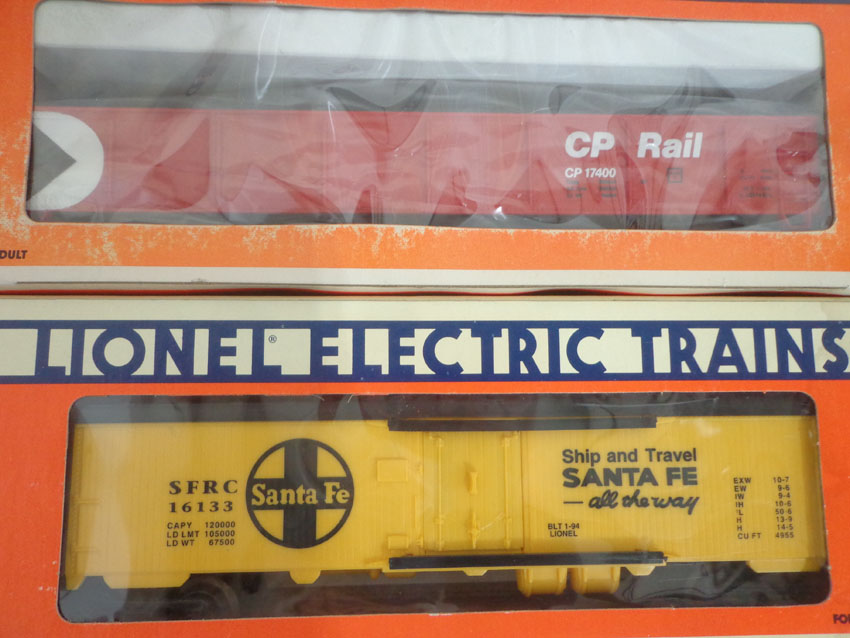 CP Rail
CP 17400
DULT
LIONEL® ELECTRIC TRAINS
SFRC
16133
CAPY 120000
LD LMT 105000
LD WT 67500
Santa Fe
Ship and Travel
SANTA FE
—all the way
BLT 1-94
LIONEL
EXW 10-7
EW 9-6
IW 9-4
IH 10-6
IL 50-6
H 13-9
H 14-5
CU FT 4955
FO